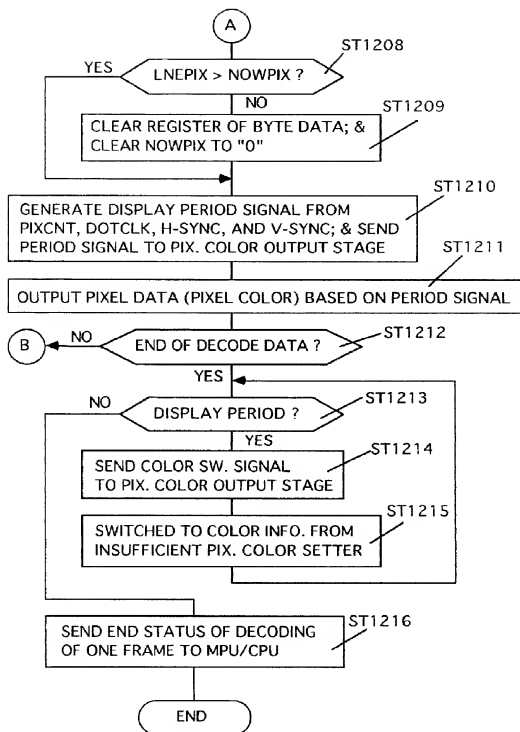 A
ST1208
YES
LNEPIX > NOWPIX ?
NO
ST1209
CLEAR REGISTER OF BYTE DATA; &
CLEAR NOWPIX TO "0"
ST1210
GENERATE DISPLAY PERIOD SIGNAL FROM
PIXCNT, DOTCLK, H-SYNC, AND V-SYNC; & SEND
PERIOD SIGNAL TO PIX. COLOR OUTPUT STAGE
ST1211
OUTPUT PIXEL DATA (PIXEL COLOR) BASED ON PERIOD SIGNAL
B
NO
END OF DECODE DATA ?
ST1212
YES
NO
DISPLAY PERIOD ?
ST1213
YES
ST1214
SEND COLOR SW. SIGNAL
TO PIX. COLOR OUTPUT STAGE
ST1215
SWITCHED TO COLOR INFO. FROM
INSUFFICIENT PIX. COLOR SETTER
ST1216
SEND END STATUS OF DECODING
OF ONE FRAME TO MPU/CPU
END